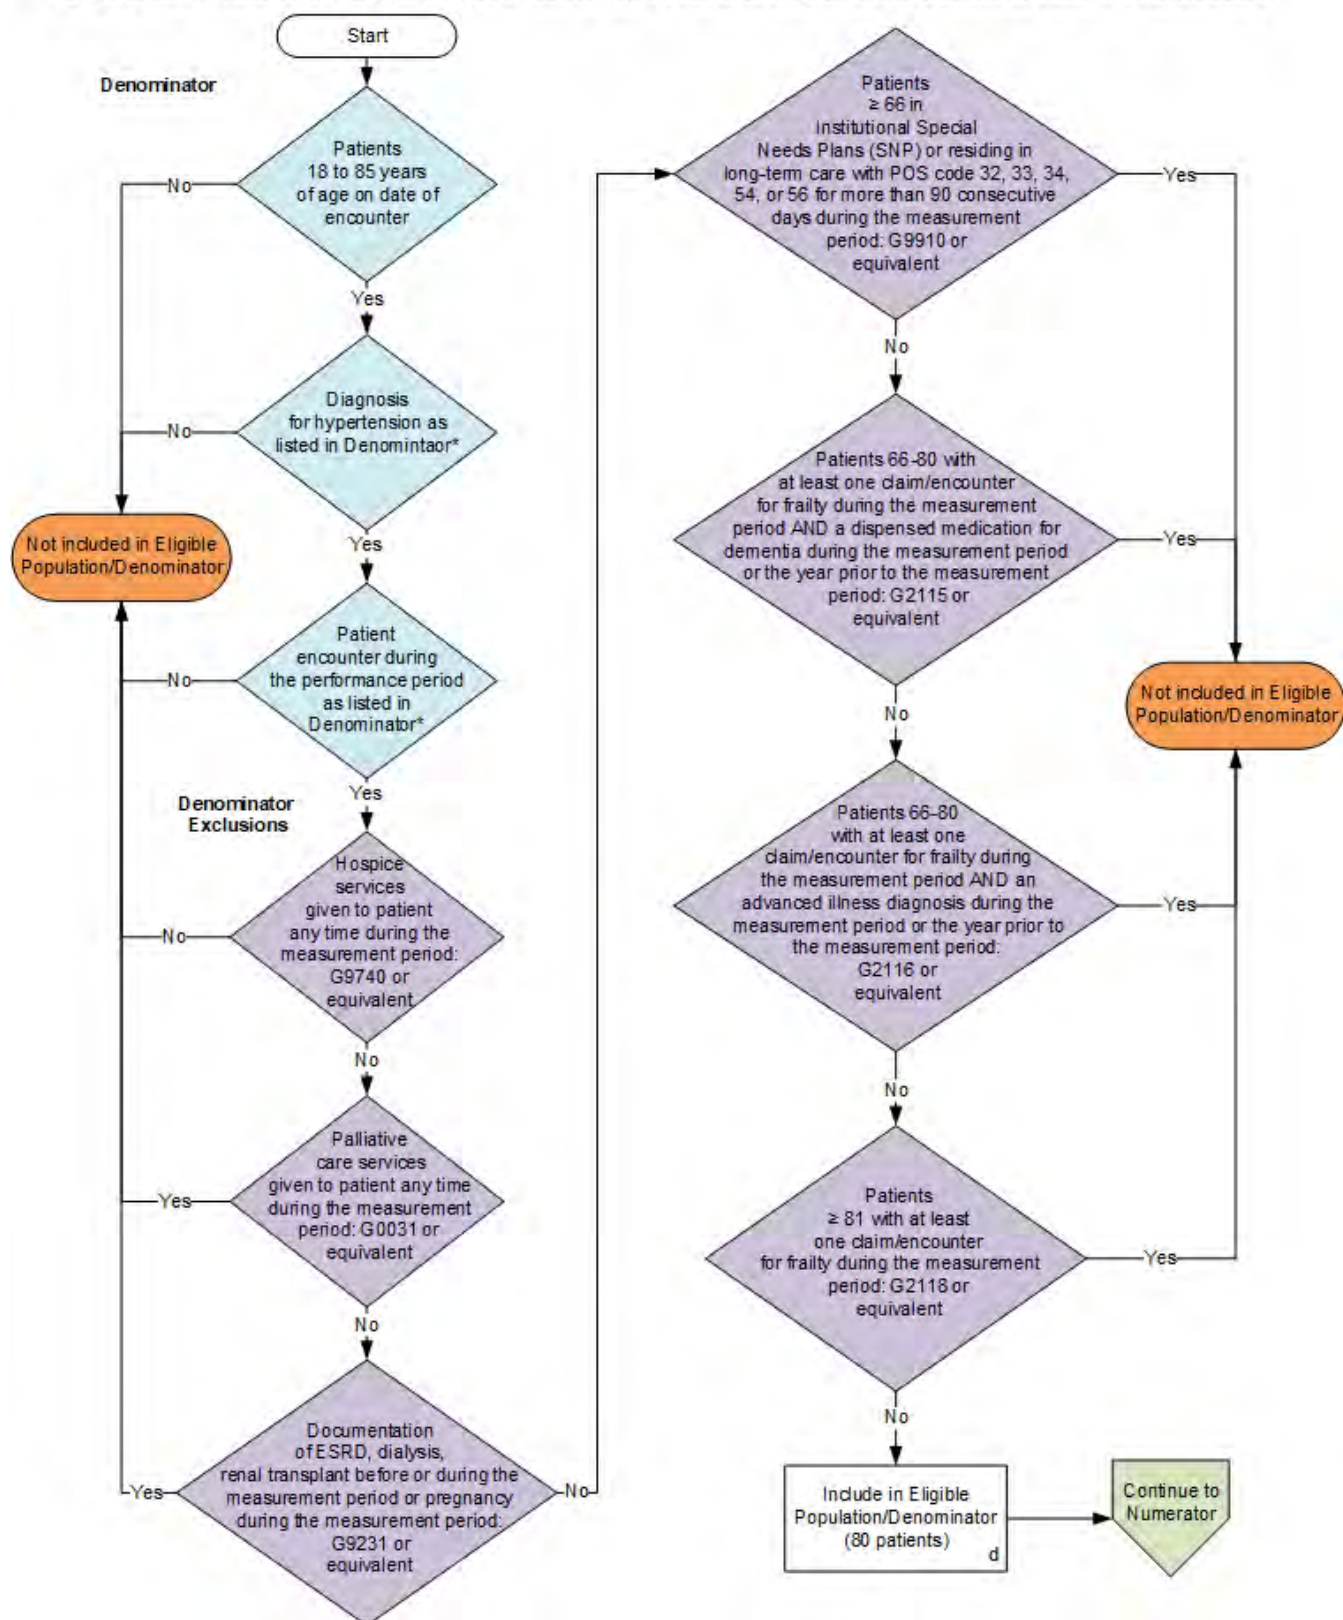 Start
Denominator
Patients
18 to 85 years
of age on date of
encounter
No
Yes
Diagnosis
for hypertension as
listed in Denomintaor*
No
Yes
Not included in Eligible
Population/Denominator
Patient
encounter during
the performance period
as listed in
Denominator*
No
Yes
Denominator
Exclusions
Hospice
services
given to patient
any time during the
measurement period:
G9740 or
equivalent
No
No
Palliative
care services
given to patient any time
during the measurement
period: G0031 or
equivalent
Yes
No
Documentation
of ESRD, dialysis,
renal transplant before or during the
measurement period or pregnancy
during the measurement period:
G9231 or
equivalent
Yes
No
Patients
≥ 66 in
Institutional Special
Needs Plans (SNP) or residing in
long-term care with POS code 32, 33, 34,
54, or 56 for more than 90 consecutive
days during the measurement
period: G9910 or
equivalent
Yes
No
Patients 66-80 with
at least one claim/encounter
for frailty during the measurement
period AND a dispensed medication for
dementia during the measurement period
or the year prior to the measurement
period: G2115 or
equivalent
Yes
No
Not included in Eligible
Population/Denominator
Patients 66-80
with at least one
claim/encounter for frailty during
the measurement period AND an
advanced illness diagnosis during the
measurement period or the year prior to
the measurement period:
G2116 or
equivalent
Yes
No
Patients
≥ 81 with at least
one claim/encounter
for frailty during the measurement
period: G2118 or
equivalent
Yes
No
Include in Eligible
Population/Denominator
(80 patients)
d
Continue to
Numerator